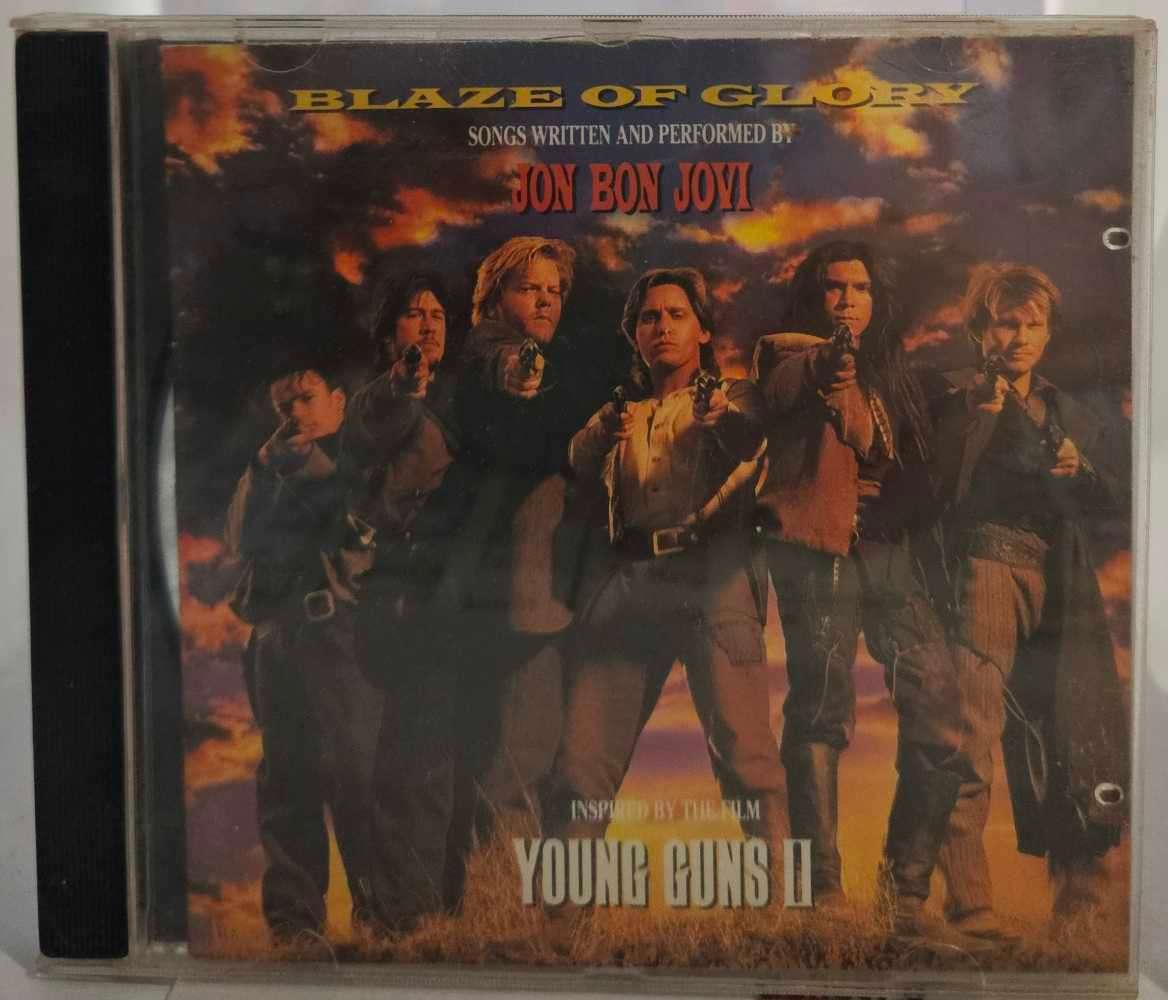 BLAZE OF GLORY
SONGS WRITTEN AND PERFORMED BY
JON BON JOVI
INSPIRED BY THE FILM
YOUNG GUNS II